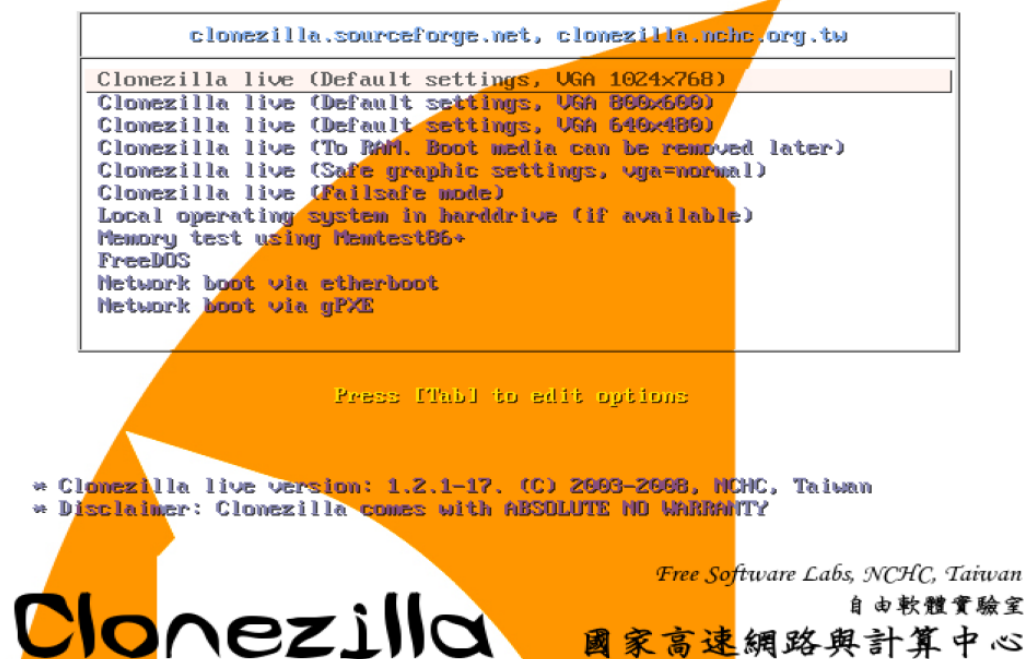 clonezilla.sourceforge.net, clonezilla.nchc.org.tw
Clonezilla live (Default settings, VGA 1024x768)
Clonezilla live (Default settings, VGA 800x600)
Clonezilla live (Default settings, VGA 640x480)
Clonezilla live (To RAM. Boot media can be removed later)
Clonezilla live (Safe graphic settings, vga=normal)
Clonezilla live (Failsafe mode)
Local operating system in harddrive (if available)
Memory test using Memtest86+
FreeDOS
Network boot via etherboot
Network boot via gPXE
Press [Tab] to edit options
* Clonezilla live version: 1.2.1-17. (C) 2003-2008, NCHC, Taiwan
* Disclaimer: Clonezilla comes with ABSOLUTE NO WARRANTY
Free Software Labs, NCHC, Taiwan
自由軟體實驗室
Clonezilla
國家高速網路與計算中心